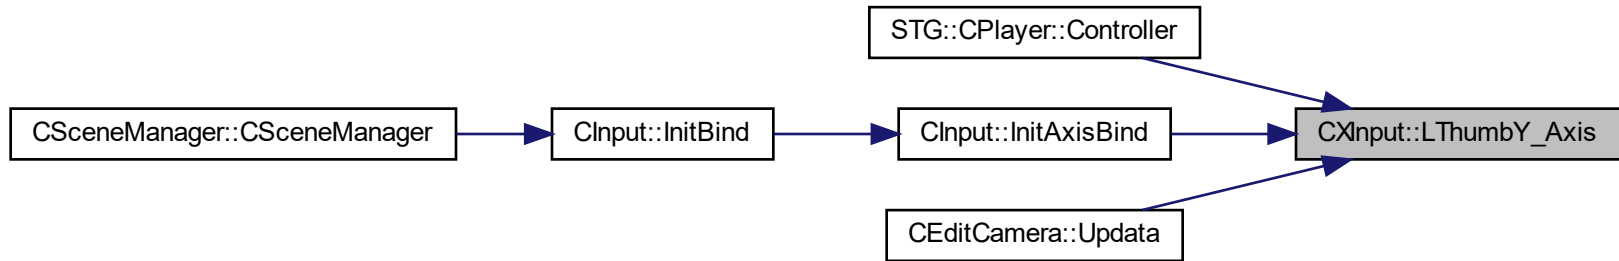 STG::CPlayer::Controller
CSceneManager::CSceneManager
CInput::InitBind
CInput::InitAxisBind
CXInput::LThumbY_Axis
CEditCamera::Updata